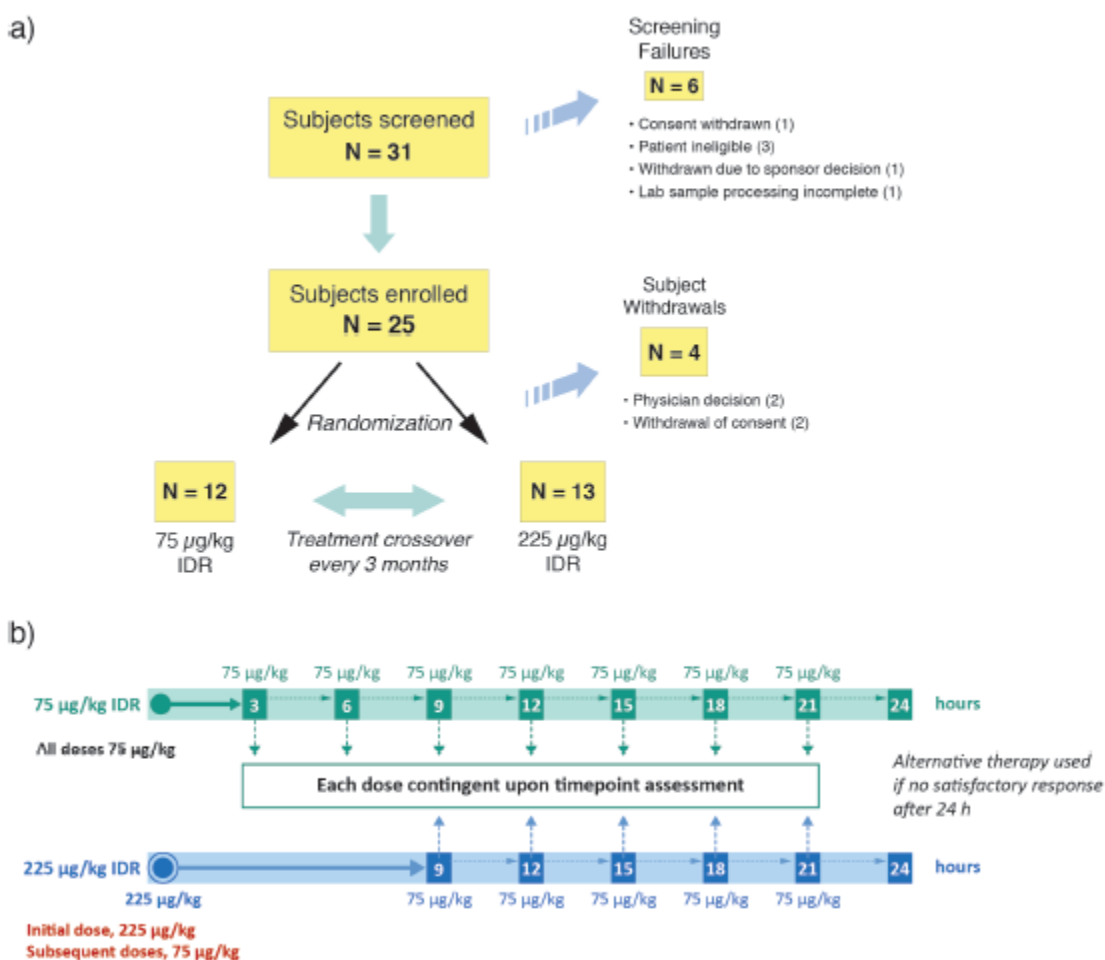 a)
Screening
Failures
N = 6
• Consent withdrawn (1)
• Patient ineligible (3)
• Withdrawn due to sponsor decision (1)
• Lab sample processing incomplete (1)
Subjects screened
N = 31
Subjects enrolled
N = 25
Subject
Withdrawals
N = 4
• Physician decision (2)
• Withdrawal of consent (2)
Randomization
N = 12
75 µg/kg
IDR
Treatment crossover
every 3 months
N = 13
225 µg/kg
IDR
b)
75 µg/kg 75 µg/kg 75 µg/kg 75 µg/kg 75 µg/kg 75 µg/kg 75 µg/kg
75 µg/kg IDR 3 6 9 12 15 18 21 24 hours
All doses 75 µg/kg
Each dose contingent upon timepoint assessment
Alternative therapy used
if no satisfactory response
after 24 h
225 µg/kg IDR 9 12 15 18 21 24 hours
225 µg/kg 75 µg/kg 75 µg/kg 75 µg/kg 75 µg/kg 75 µg/kg
Initial dose, 225 µg/kg
Subsequent doses, 75 µg/kg